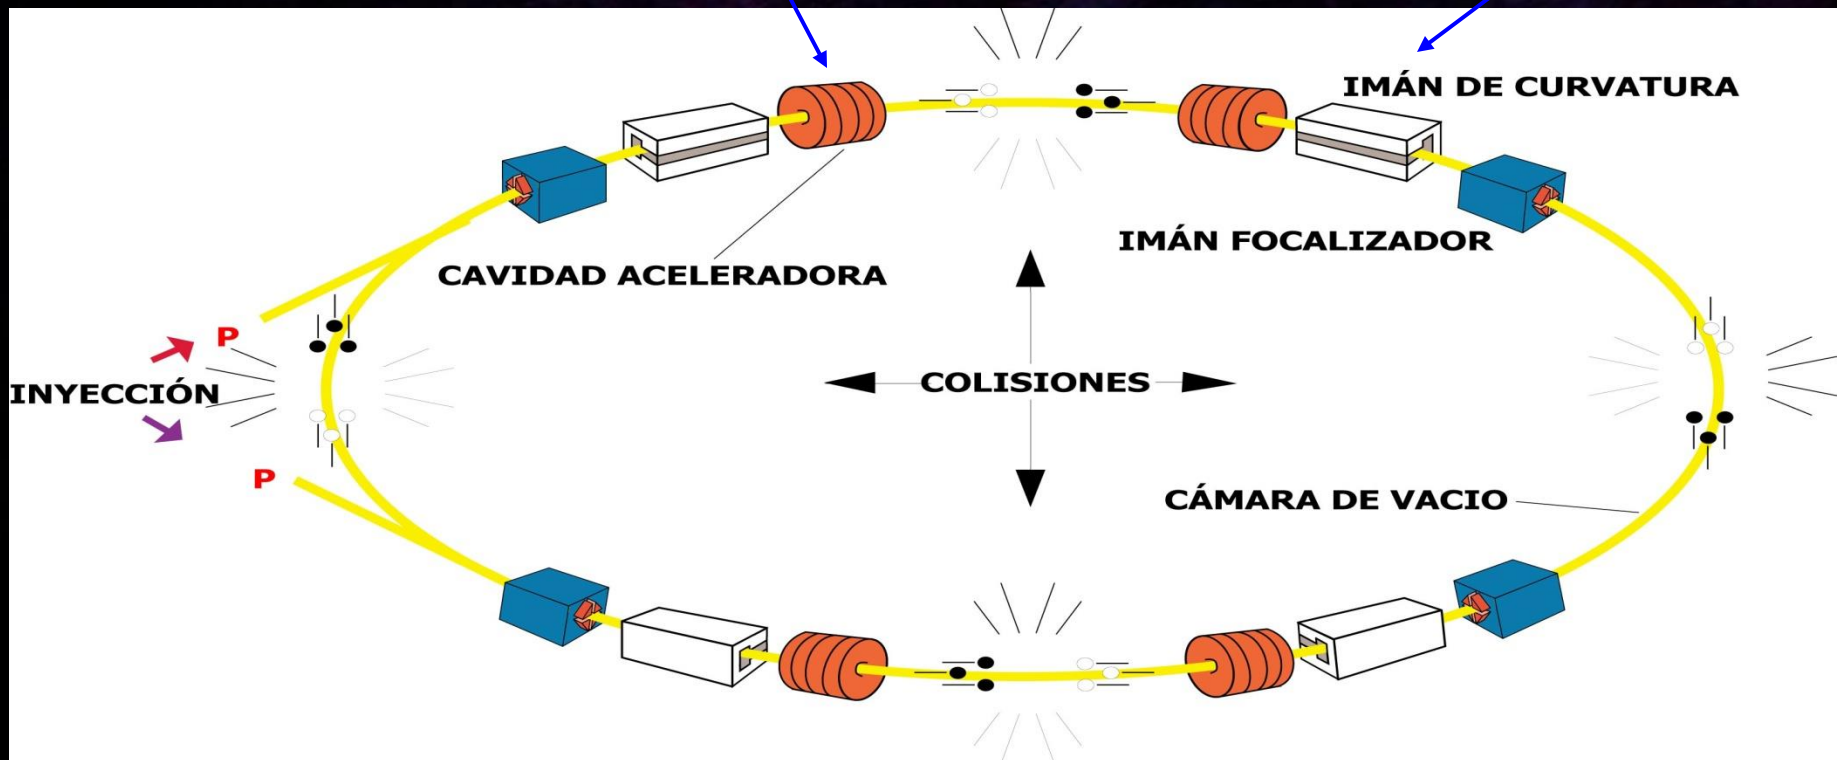 IMÁN DE CURVATURA
IMÁN FOCALIZADOR
CAVIDAD ACELERADORA
P
INYECCIÓN
COLISIONES
P
CÁMARA DE VACIO